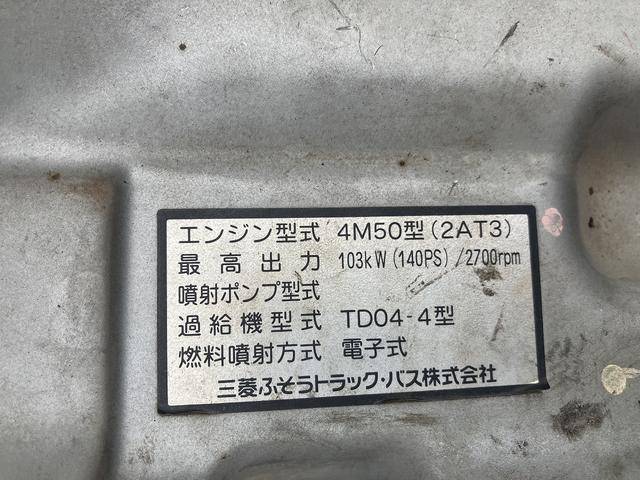 エンジン型式 4M50型(2AT3)
最高出力 103kW(140PS)/2700rpm
噴射ポンプ型式
過給機型式 TD04-4型
燃料噴射方式 電子式
三菱ふそうトラック・バス株式会社